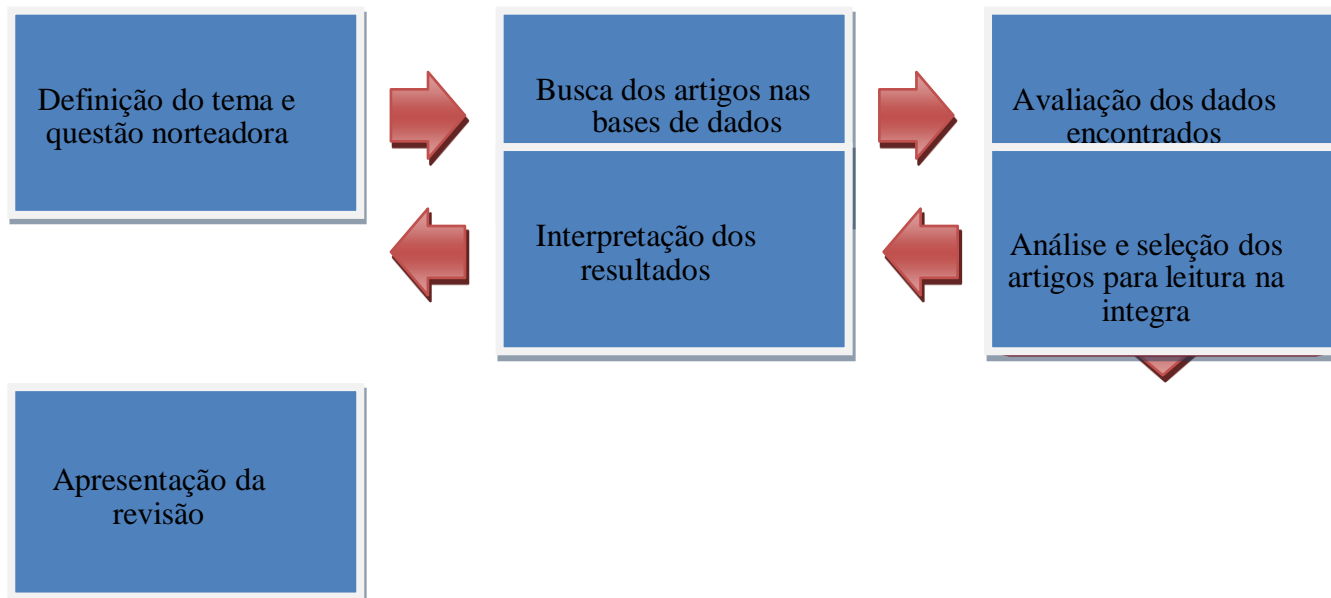 Definição do tema e
questão norteadora
Busca dos artigos nas
bases de dados
Avaliação dos dados
encontrados
Análise e seleção dos
artigos para leitura na
integra
Interpretação dos
resultados
Apresentação da
revisão